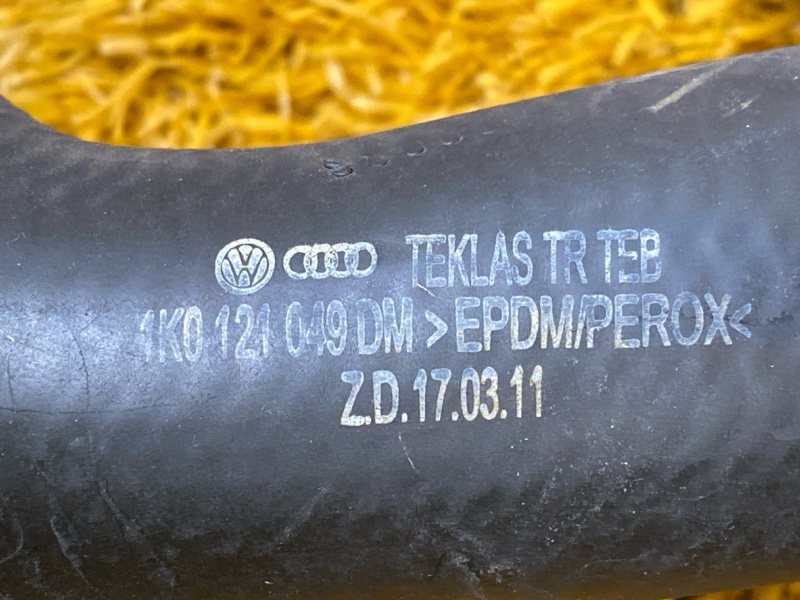 TEKLAS TR TEB
1K0 121 049 DM >EPDM/PEROX<
Z.D.17.03.11